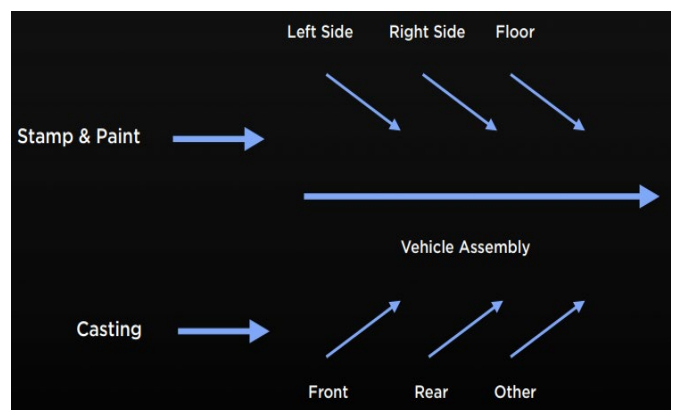 Left Side
Right Side
Floor
Stamp & Paint
Vehicle Assembly
Casting
Front
Rear
Other